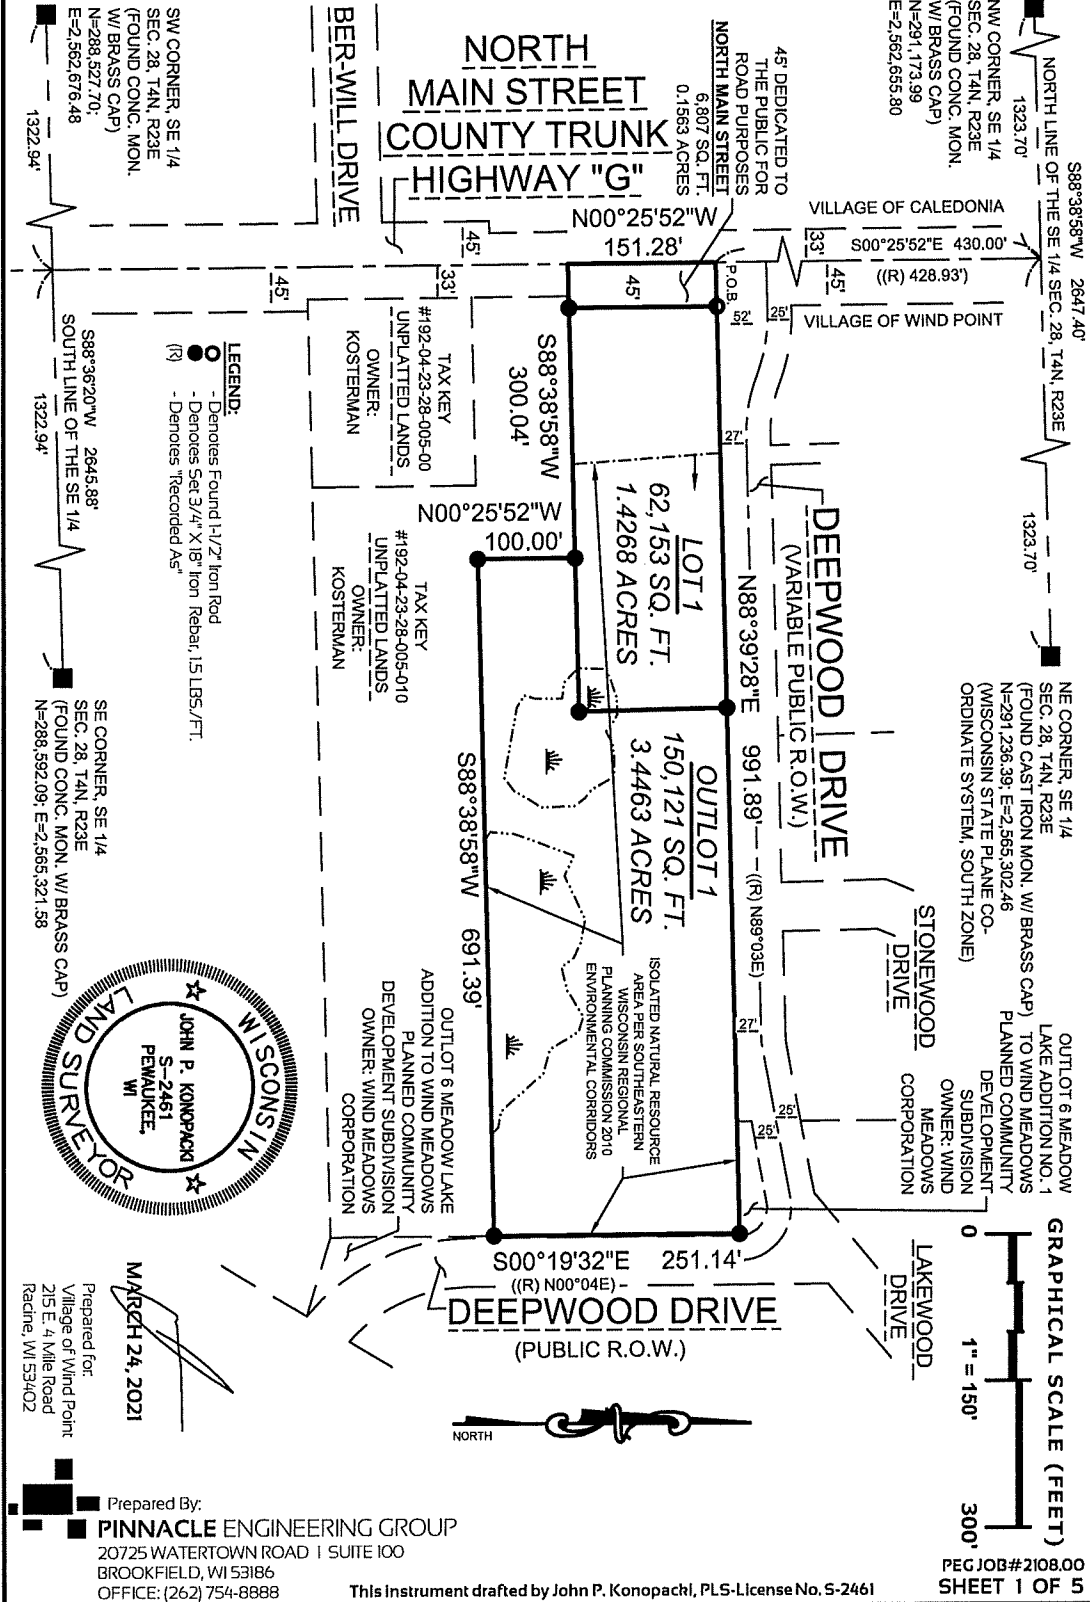 NW CORNER, SE 1/4
SEC. 28, T4N, R23E
(FOUND CONC. MON.
W/ BRASS CAP)
N=291,173.99
E=2,562,655.80
S88°38'58"W 2647.40'
NORTH LINE OF THE SE 1/4 SEC. 28, T4N, R23E
1323.70'
1323.70'
NE CORNER, SE 1/4
SEC. 28, T4N, R23E
(FOUND CAST IRON MON. W/ BRASS CAP)
N=291,236.39; E=2,565,302.46
(WISCONSIN STATE PLANE CO-
ORDINATE SYSTEM, SOUTH ZONE)
SW CORNER, SE 1/4
SEC. 28, T4N, R23E
(FOUND CONC. MON.
W/ BRASS CAP)
N=288,527.70;
E=2,562,676.48
1322.94'
BER-WILL DRIVE
NORTH
MAIN STREET
COUNTY TRUNK
HIGHWAY "G"
45' DEDICATED TO
THE PUBLIC FOR
ROAD PURPOSES
NORTH MAIN STREET
6,807 SQ. FT.
0.1563 ACRES
N00°25'52"W
151.28'
VILLAGE OF CALEDONIA
S00°25'52"E 430.00'
((R) 428.93')
VILLAGE OF WIND POINT
33'
45'
45'
33'
45'
45'
P.O.B.
52'
25'
27'
S88°38'58"W
300.04'
TAX KEY
#192-04-23-28-005-00
UNPLATTED LANDS
OWNER:
KOSTERMAN
N00°25'52"W
100.00'
TAX KEY
#192-04-23-28-005-010
UNPLATTED LANDS
OWNER:
KOSTERMAN
LOT 1
62,153 SQ. FT.
1.4268 ACRES
DEEPWOOD DRIVE
(VARIABLE PUBLIC R.O.W.)
N88°39'28"E 991.89'
((R) N89°03E)
OUTLOT 1
150,121 SQ. FT.
3.4463 ACRES
S88°38'58"W 691.39'
ISOLATED NATURAL RESOURCE
AREA PER SOUTHEASTERN
WISCONSIN REGIONAL
PLANNING COMMISSION 2010
ENVIRONMENTAL CORRIDORS
STONEWOOD
DRIVE
27'
25'
25'
OUTLOT 6 MEADOW
LAKE ADDITION NO. 1
TO WIND MEADOWS
PLANNED COMMUNITY
DEVELOPMENT
SUBDIVISION
OWNER: WIND
MEADOWS
CORPORATION
LAKEWOOD
DRIVE
OUTLOT 6 MEADOW LAKE
ADDITION TO WIND MEADOWS
PLANNED COMMUNITY
DEVELOPMENT SUBDIVISION
OWNER: WIND MEADOWS
CORPORATION
S00°19'32"E 251.14'
((R) N00°04E)
DEEPWOOD DRIVE
(PUBLIC R.O.W.)
NORTH
LEGEND:
- Denotes Found 1-1/2" Iron Rod
- Denotes Set 3/4" X 18" Iron Rebar, 1.5 LBS./FT.
(R) - Denotes "Recorded As"
S88°36'20"W 2645.88'
SOUTH LINE OF THE SE 1/4
1322.94'
SE CORNER, SE 1/4
SEC. 28, T4N, R23E
(FOUND CONC. MON. W/ BRASS CAP)
N=288,592.09; E=2,565,321.58
WISCONSIN
JOHN P. KONOPACKI
S-2461
PEWAUKEE,
WI
LAND SURVEYOR
MARCH 24, 2021
Prepared for:
Village of Wind Point
215 E. 4 Mile Road
Racine, WI 53402
GRAPHICAL SCALE (FEET)
0 1" = 150' 300'
Prepared By:
PINNACLE ENGINEERING GROUP
20725 WATERTOWN ROAD | SUITE 100
BROOKFIELD, WI 53186
OFFICE: (262) 754-8888
This instrument drafted by John P. Konopacki, PLS-License No. S-2461
PEG JOB#2108.00
SHEET 1 OF 5